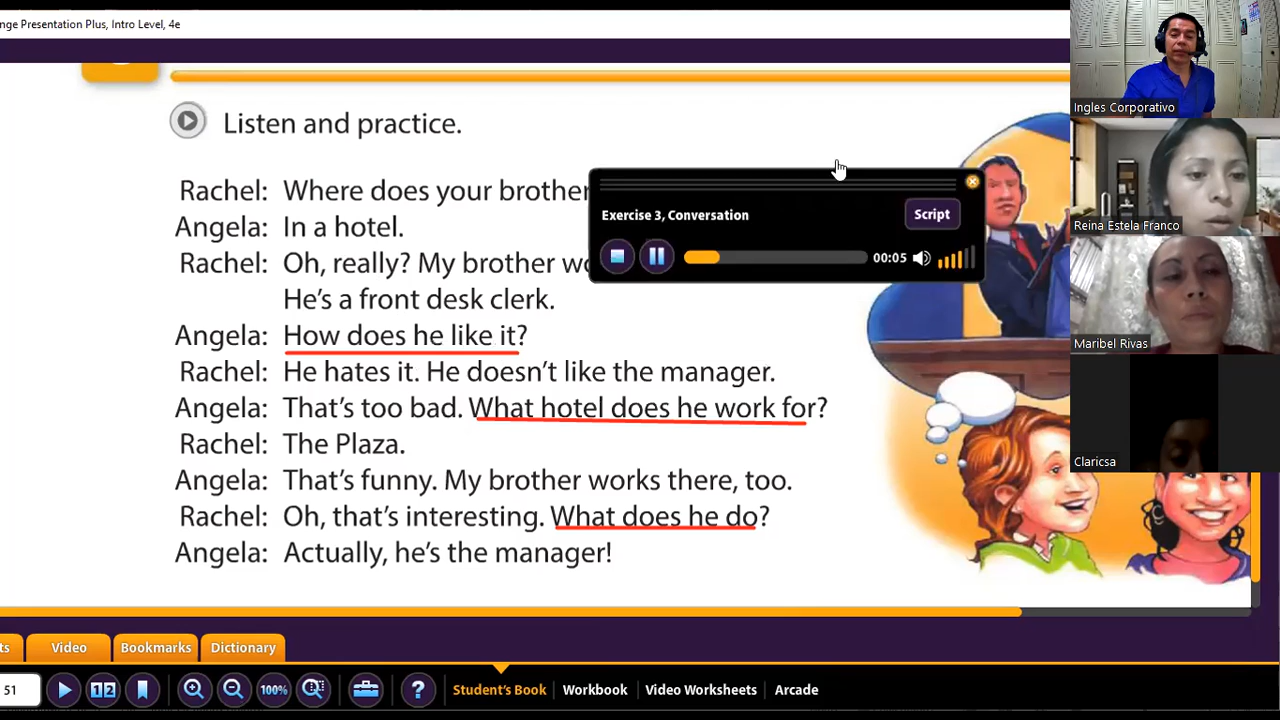 nge Presentation Plus, Intro Level, 4e
Listen and practice.
Rachel: Where does your brother
Angela: In a hotel.
Rachel: Oh, really? My brother
He's a front desk clerk.
Angela: How does he like it?
Rachel: He hates it. He doesn't like the manager.
Angela: That's too bad. What hotel does he work for?
Rachel: The Plaza.
Angela: That's funny. My brother works there, too.
Rachel: Oh, that's interesting. What does he do?
Angela: Actually, he's the manager!
Exercise 3, Conversation
Script
00:05
Ingles Corporativo
Reina Estela Franco
Maribel Rivas
Claricsa
ts
Video
Bookmarks
Dictionary
51
12
100%
?
Student's Book
Workbook
Video Worksheets
Arcade